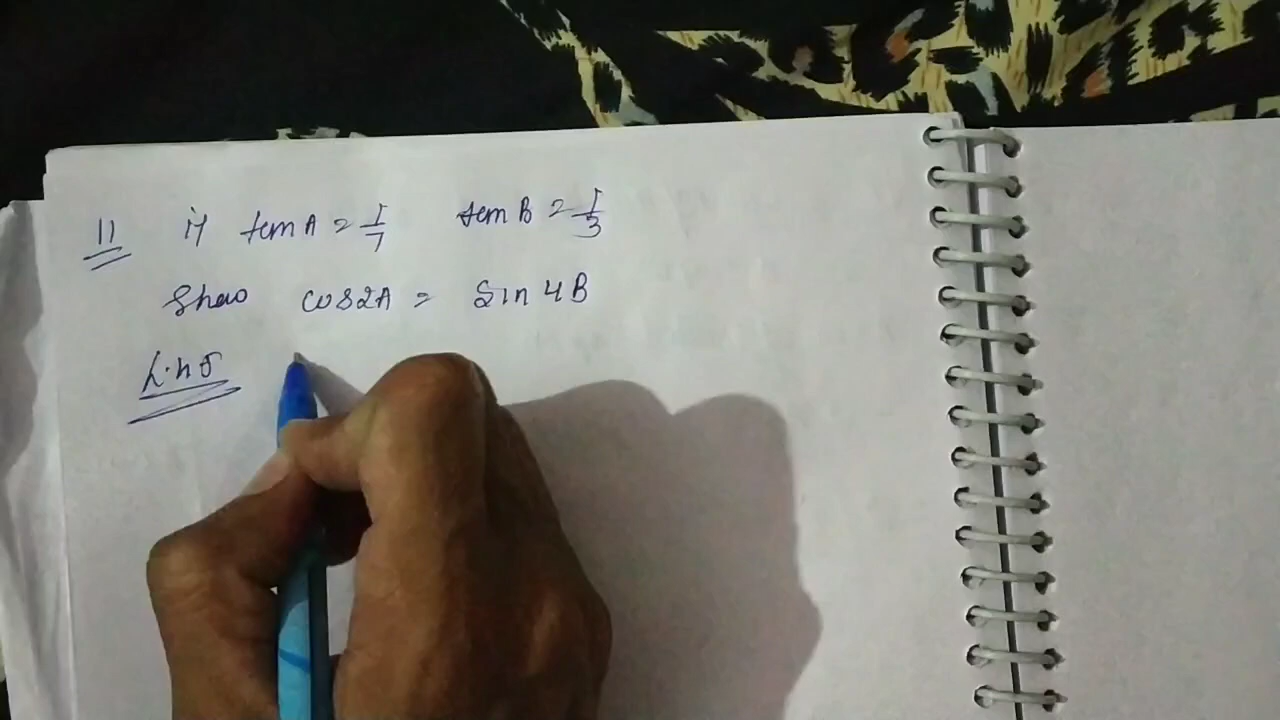 11 if tan A = 1/7 tan B = 1/3
Show cos2A = Sin 4B
L.h.s